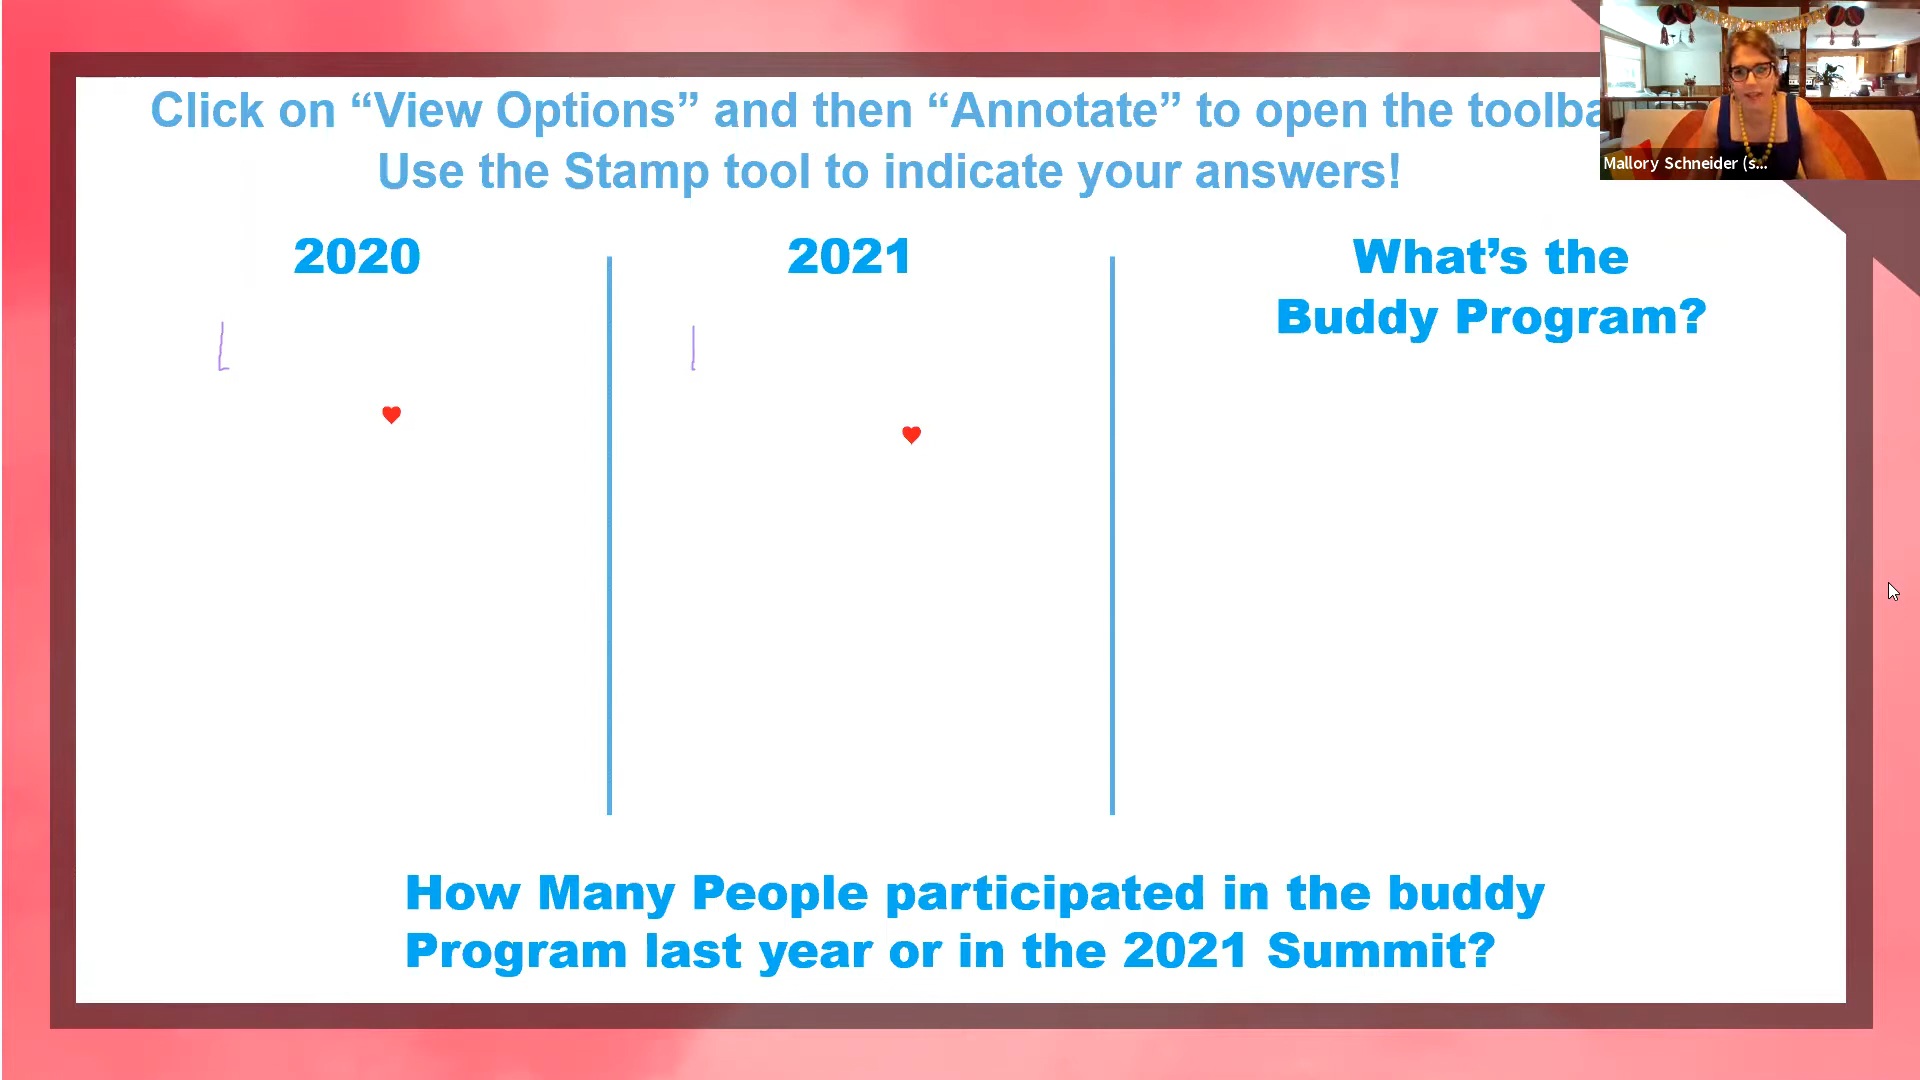 Click on “View Options” and then “Annotate” to open the toolba
Use the Stamp tool to indicate your answers!
Mallory Schneider (s...
2020
2021
What’s the
Buddy Program?
How Many People participated in the buddy
Program last year or in the 2021 Summit?